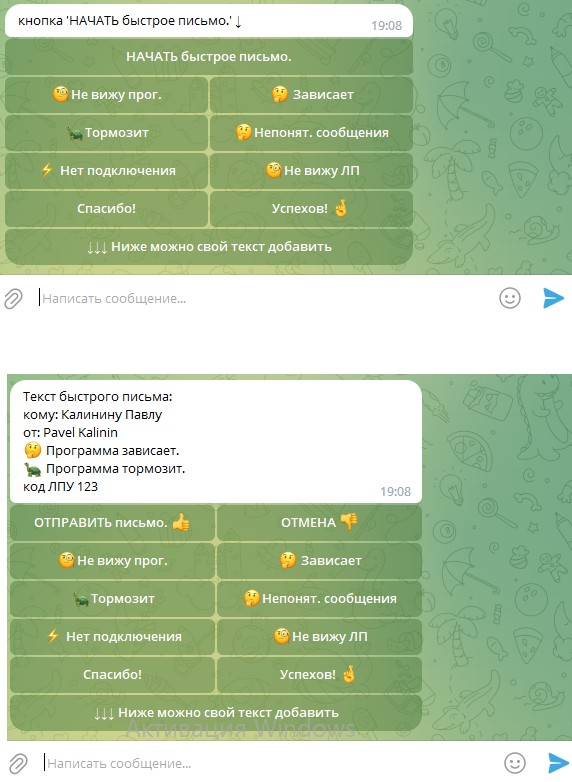 кнопка 'НАЧАТЬ быстрое письмо.' ↓
19:08
НАЧАТЬ быстрое письмо.
🧐Не вижу прог.
🤔 Зависает
🐢Тормозит
🤔Непонят. сообщения
⚡ Нет подключения
🧐Не вижу ЛП
Спасибо!
Успехов! 🤞
↓↓↓ Ниже можно свой текст добавить
Написать сообщение...
Текст быстрого письма:
кому: Калинину Павлу
от: Pavel Kalinin
🤔 Программа зависает.
🐢 Программа тормозит.
код ЛПУ 123
19:08
ОТПРАВИТЬ письмо. 👍
ОТМЕНА 👎
🧐Не вижу прог.
🤔 Зависает
🐢Тормозит
🤔Непонят. сообщения
⚡ Нет подключения
🧐Не вижу ЛП
Спасибо!
Успехов! 🤞
↓↓↓ Ниже можно свой текст добавить
Активация Windows
Написать сообщение...